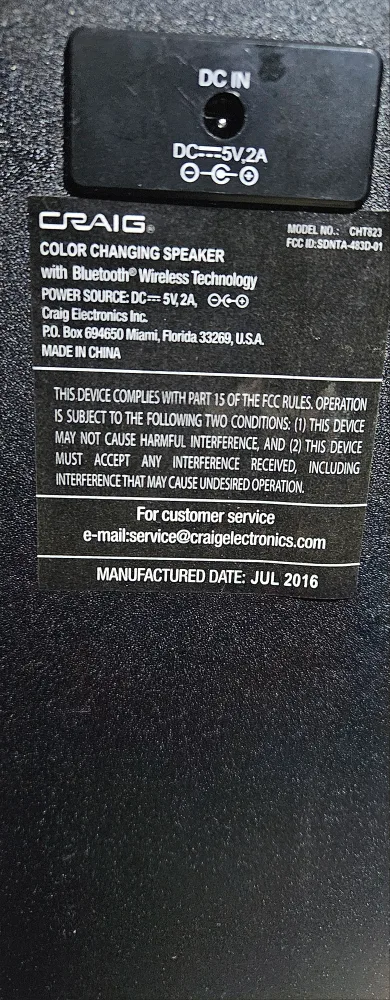 DC IN
DC⎓5V,2A
CRAIG®
MODEL NO.: CHT823
FCC ID:SDNTA-483D-01
COLOR CHANGING SPEAKER
with Bluetooth® Wireless Technology
POWER SOURCE: DC⎓5V, 2A,
Craig Electronics Inc.
P.O. Box 694650 Miami, Florida 33269, U.S.A.
MADE IN CHINA
THIS DEVICE COMPLIES WITH PART 15 OF THE FCC RULES. OPERATION
IS SUBJECT TO THE FOLLOWING TWO CONDITIONS: (1) THIS DEVICE
MAY NOT CAUSE HARMFUL INTERFERENCE, AND (2) THIS DEVICE
MUST ACCEPT ANY INTERFERENCE RECEIVED, INCLUDING
INTERFERENCE THAT MAY CAUSE UNDESIRED OPERATION.
For customer service
e-mail:service@craigelectronics.com
MANUFACTURED DATE: JUL 2016